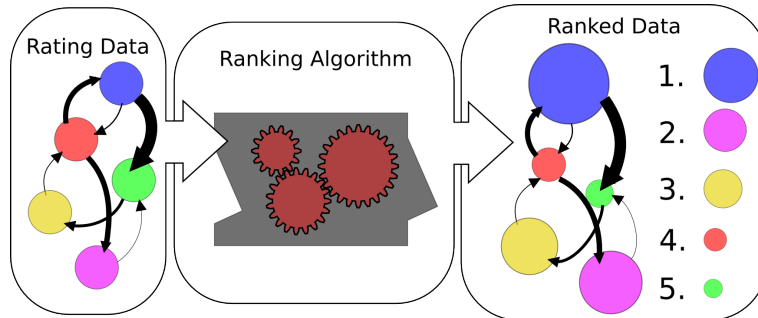 Rating Data
Ranking Algorithm
Ranked Data
1.
2.
3.
4.
5.